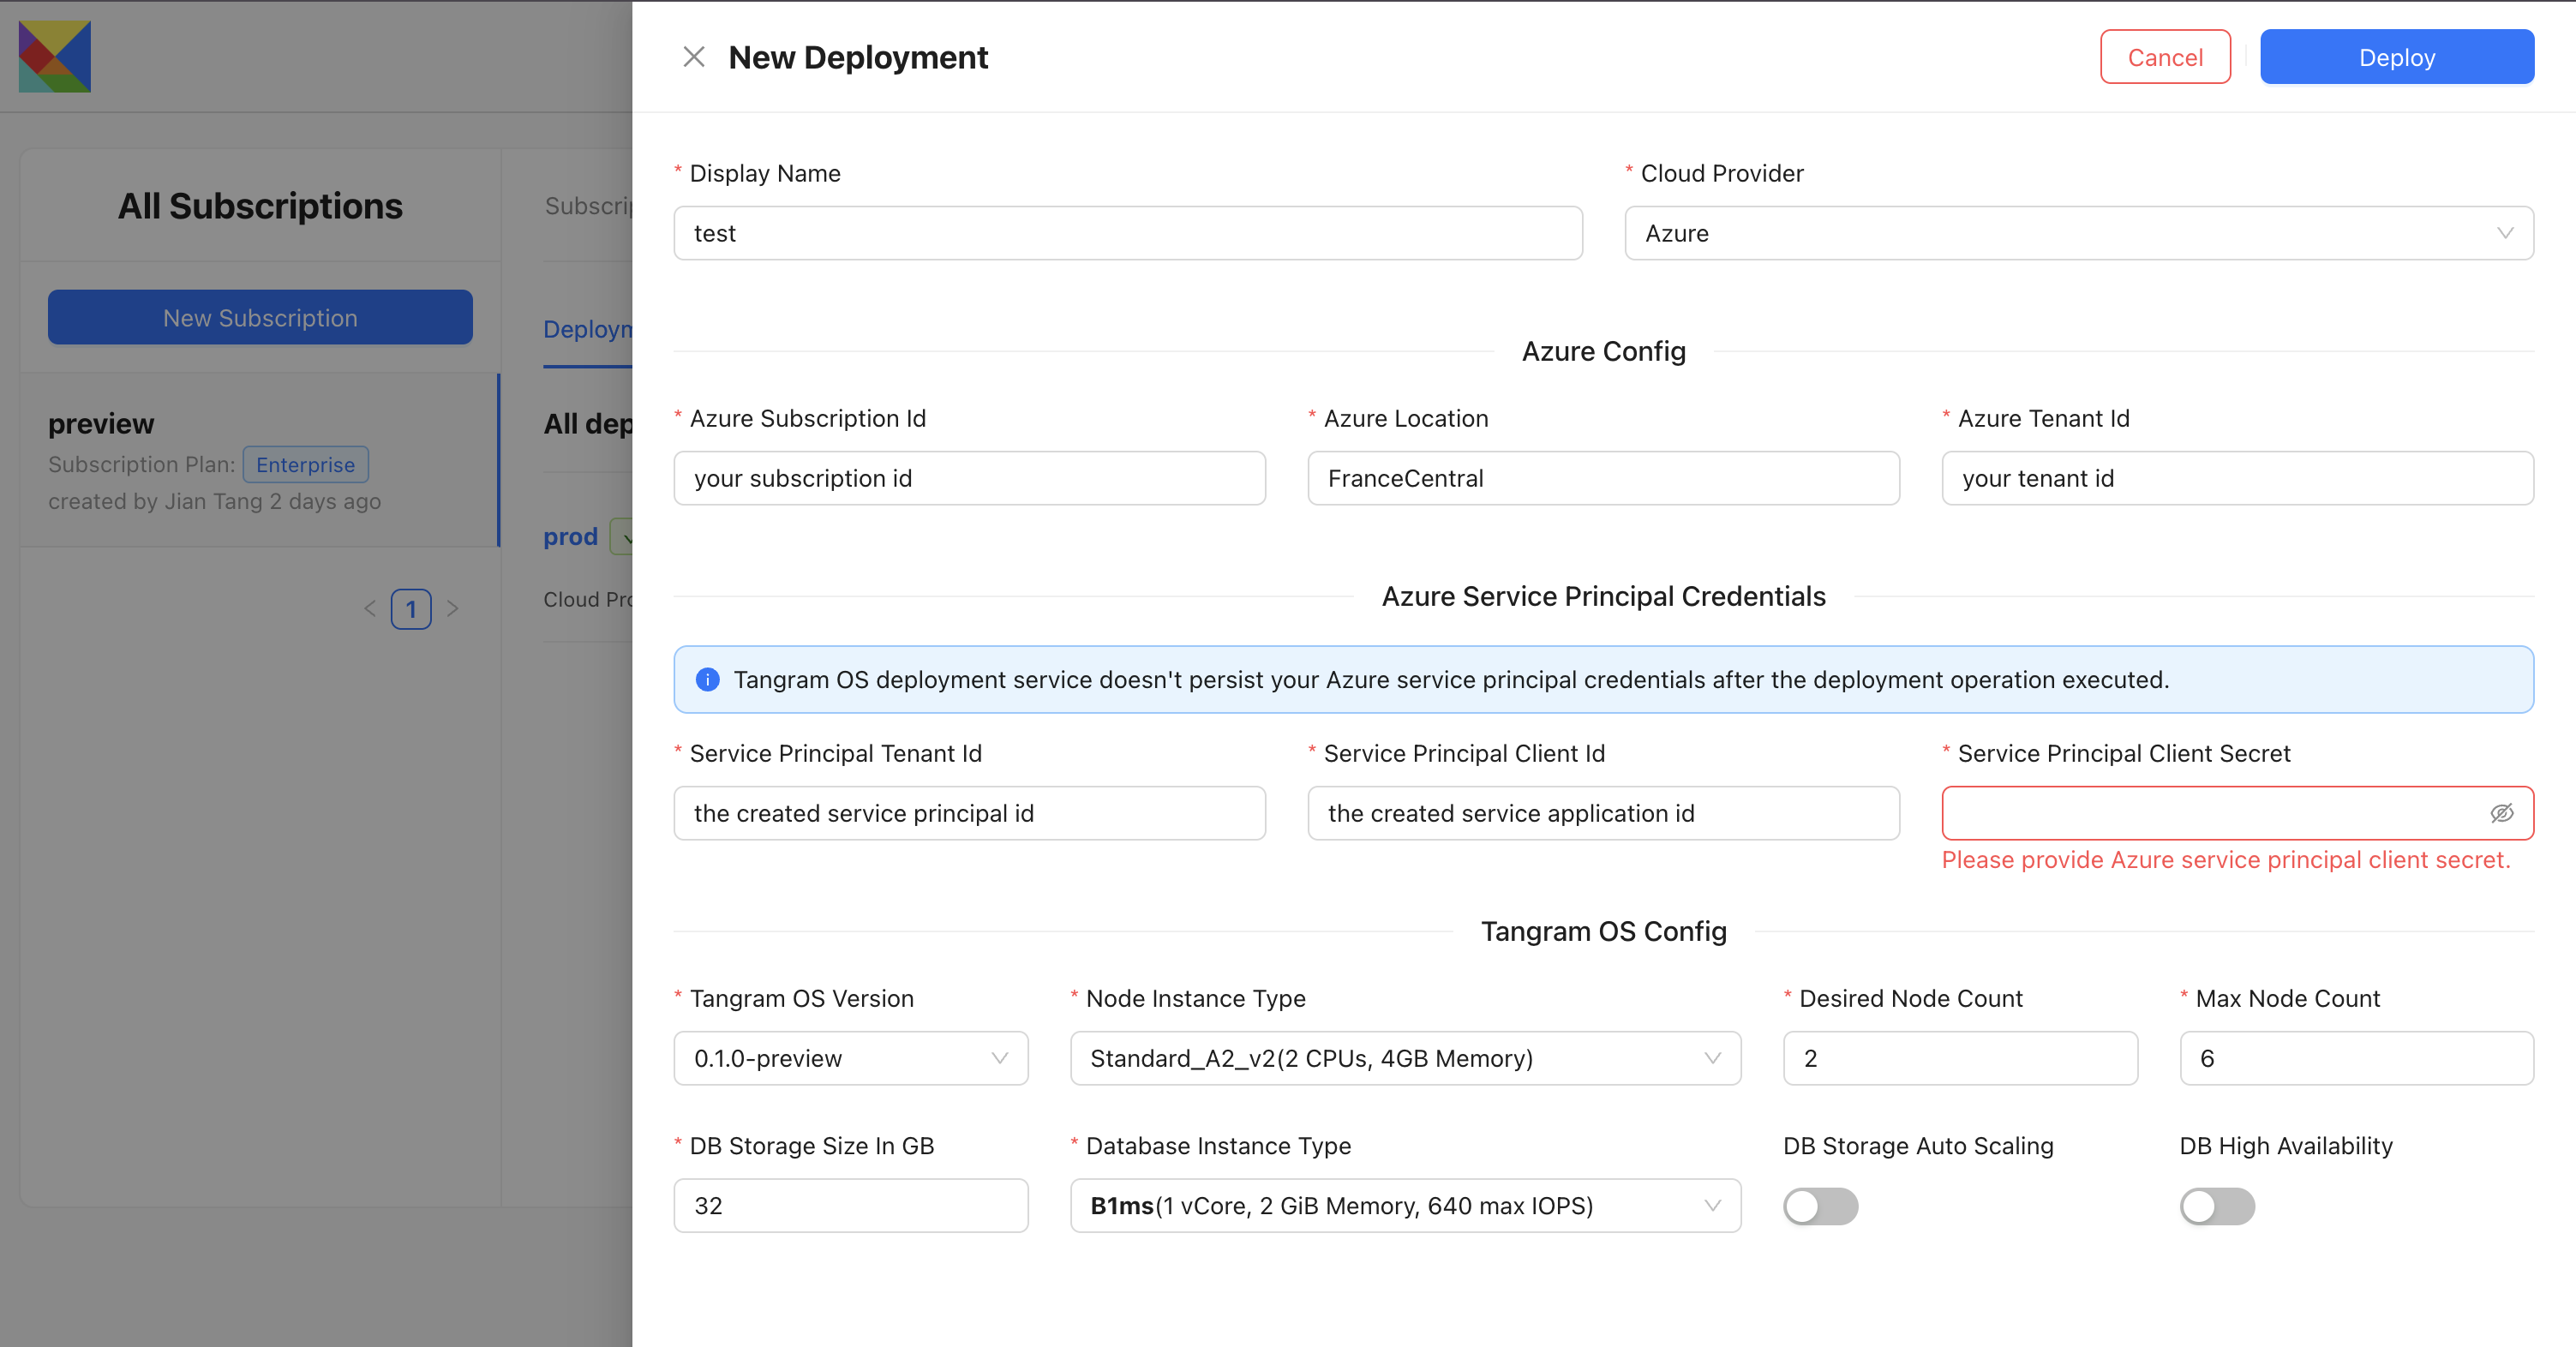 New Deployment
Cancel
Deploy
All Subscriptions
New Subscription
preview
Subscription Plan: Enterprise
created by Jian Tang 2 days ago
1
All
prod
Cloud
* Display Name
* Cloud Provider
test
Azure
Azure Config
* Azure Subscription Id
* Azure Location
* Azure Tenant Id
your subscription id
FranceCentral
your tenant id
Azure Service Principal Credentials
Tangram OS deployment service doesn't persist your Azure service principal credentials after the deployment operation executed.
* Service Principal Tenant Id
* Service Principal Client Id
* Service Principal Client Secret
the created service principal id
the created service application id
Please provide Azure service principal client secret.
Tangram OS Config
* Tangram OS Version
* Node Instance Type
* Desired Node Count
* Max Node Count
0.1.0-preview
Standard_A2_v2(2 CPUs, 4GB Memory)
2
6
* DB Storage Size In GB
* Database Instance Type
DB Storage Auto Scaling
DB High Availability
32
B1ms(1 vCore, 2 GiB Memory, 640 max IOPS)